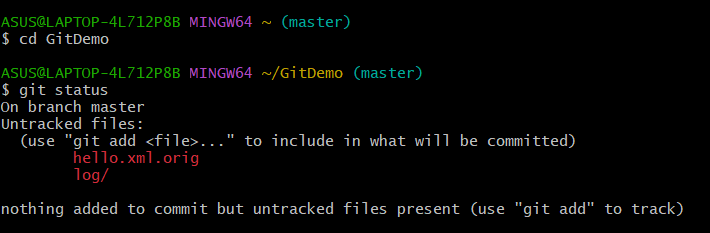 ASUS@LAPTOP-4L712P8B MINGW64 ~ (master)
$ cd GitDemo
ASUS@LAPTOP-4L712P8B MINGW64 ~/GitDemo (master)
$ git status
On branch master
Untracked files:
  (use "git add <file>..." to include in what will be committed)
        hello.xml.orig
        log/
nothing added to commit but untracked files present (use "git add" to track)